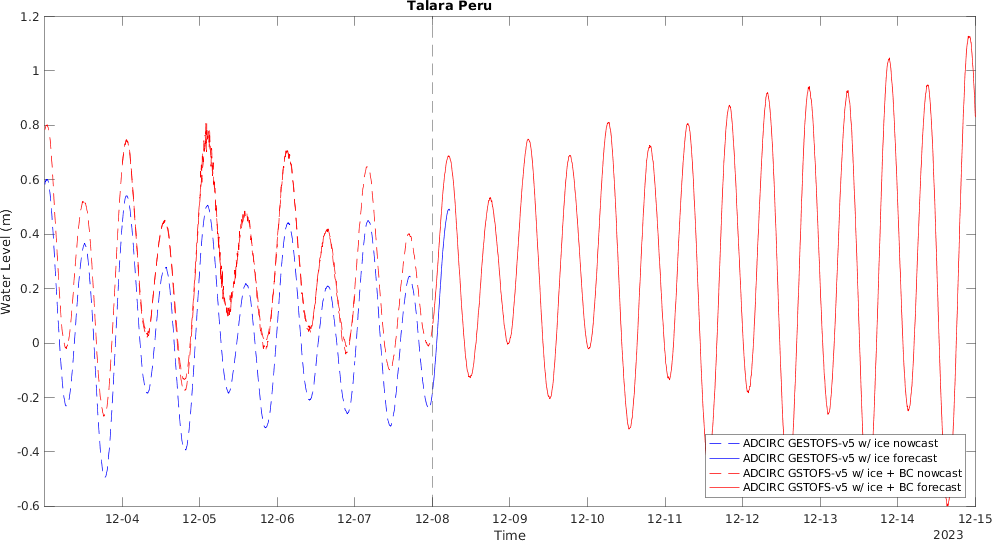 Talara Peru
1.2
1
0.8
0.6
0.4
0.2
0
-0.2
-0.4
-0.6
Water Level (m)
ADCIRC GESTOFS-v5 w/ ice nowcast
ADCIRC GESTOFS-v5 w/ ice forecast
ADCIRC GSTOFS-v5 w/ ice + BC nowcast
ADCIRC GSTOFS-v5 w/ ice + BC forecast
12-04 12-05 12-06 12-07 12-08 12-09 12-10 12-11 12-12 12-13 12-14 12-15
Time
2023